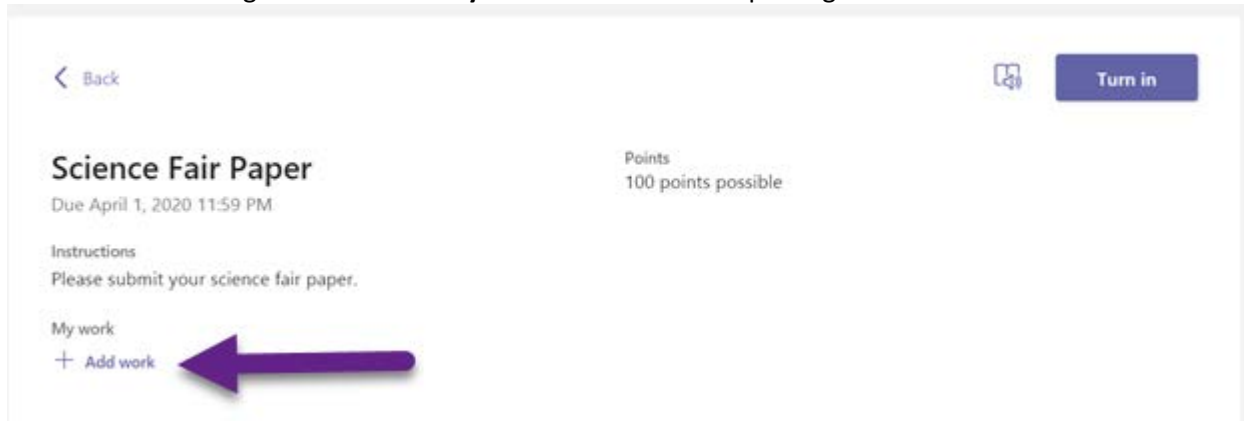 Back
Turn in
Science Fair Paper
Due April 1, 2020 11:59 PM
Points
100 points possible
Instructions
Please submit your science fair paper.
My work
+ Add work